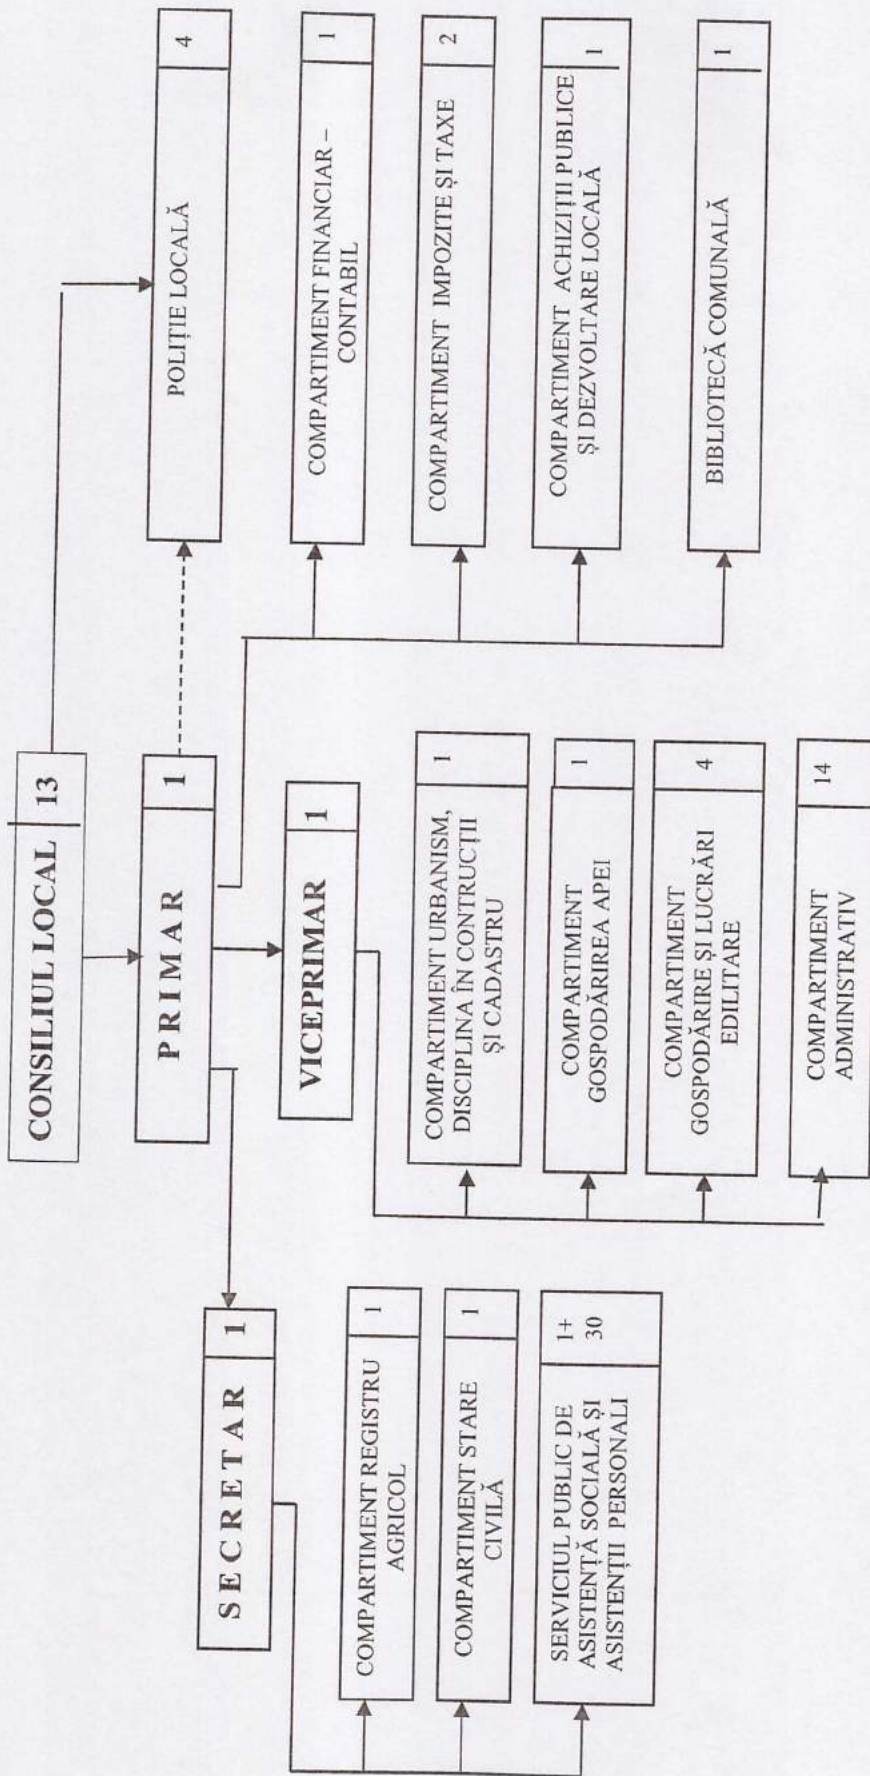 CONSILIUL LOCAL 13
PRIMAR 1
VICEPRIMAR 1
SECRETAR 1
COMPARTIMENT REGISTRU
AGRICOL
1
COMPARTIMENT STARE
CIVILĂ
1
SERVICIUL PUBLIC DE
ASISTENȚĂ SOCIALĂ ȘI
ASISTENȚII PERSONALI
1+
30
COMPARTIMENT URBANISM,
DISCIPLINA ÎN CONTRUCȚII
ȘI CADASTRU
1
COMPARTIMENT
GOSPODĂRIREA APEI
1
COMPARTIMENT
GOSPODĂRIRE ȘI LUCRĂRI
EDILITARE
4
COMPARTIMENT
ADMINISTRATIV
14
POLIȚIE LOCALĂ
4
COMPARTIMENT FINANCIAR –
CONTABIL
1
COMPARTIMENT IMPOZITE ȘI TAXE
2
COMPARTIMENT ACHIZIȚII PUBLICE
ȘI DEZVOLTARE LOCALĂ
1
BIBLIOTECĂ COMUNALĂ
1